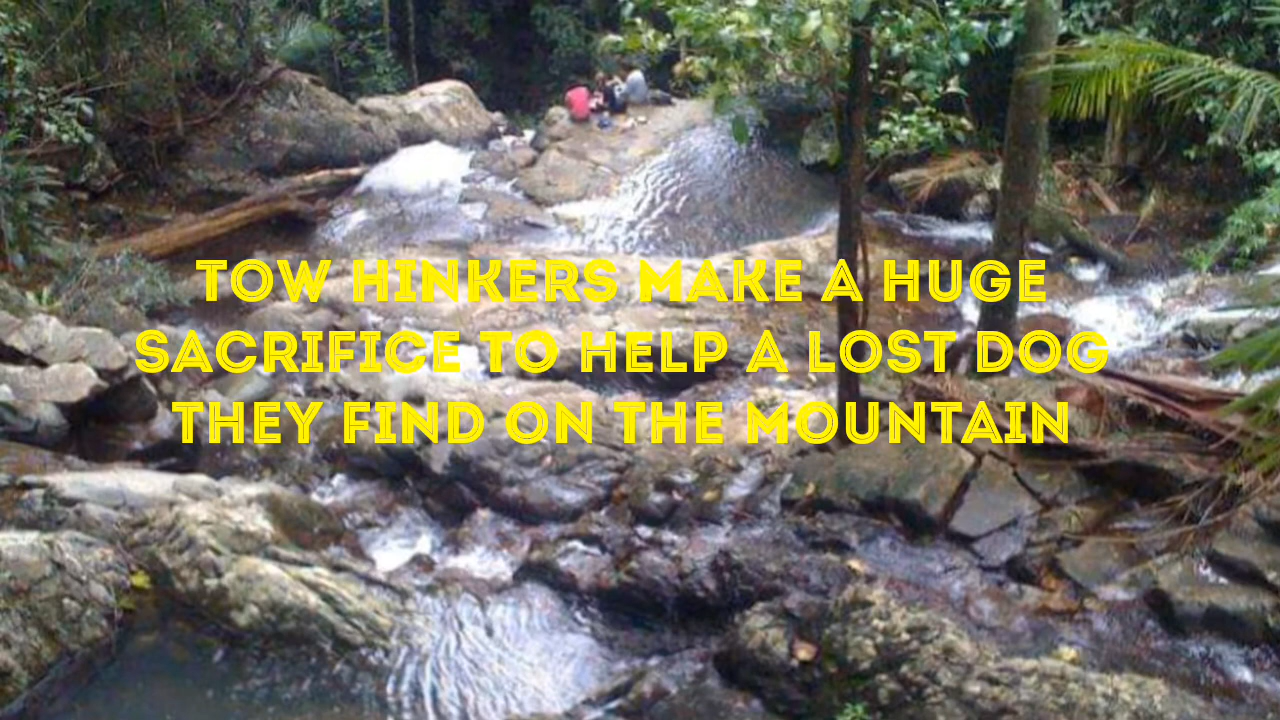 TOW HINKERS MAKE A HUGE
SACRIFICE TO HELP A LOST DOG
THEY FIND ON THE MOUNTAIN